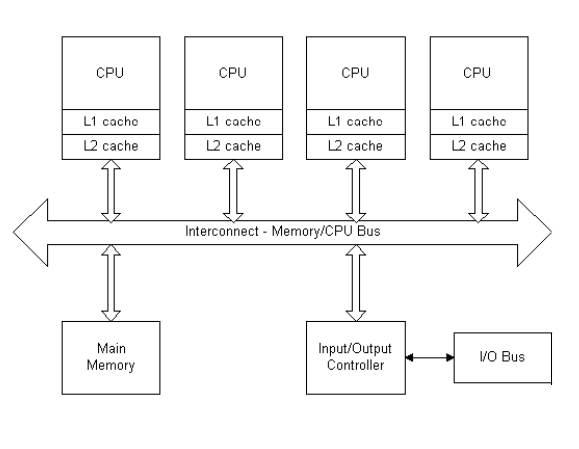 CPU
CPU
CPU
CPU
L1 cache
L1 cache
L1 cache
L1 cache
L2 cache
L2 cache
L2 cache
L2 cache
Interconnect - Memory/CPU Bus
Main
Memory
Input/Output
Controller
I/O Bus